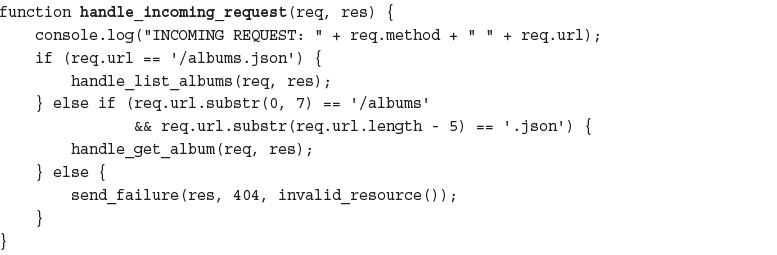 function handle_incoming_request(req, res) {
    console.log("INCOMING REQUEST: " + req.method + " " + req.url);
    if (req.url == '/albums.json') {
        handle_list_albums(req, res);
    } else if (req.url.substr(0, 7) == '/albums'
               && req.url.substr(req.url.length - 5) == '.json') {
        handle_get_album(req, res);
    } else {
        send_failure(res, 404, invalid_resource());
    }
}